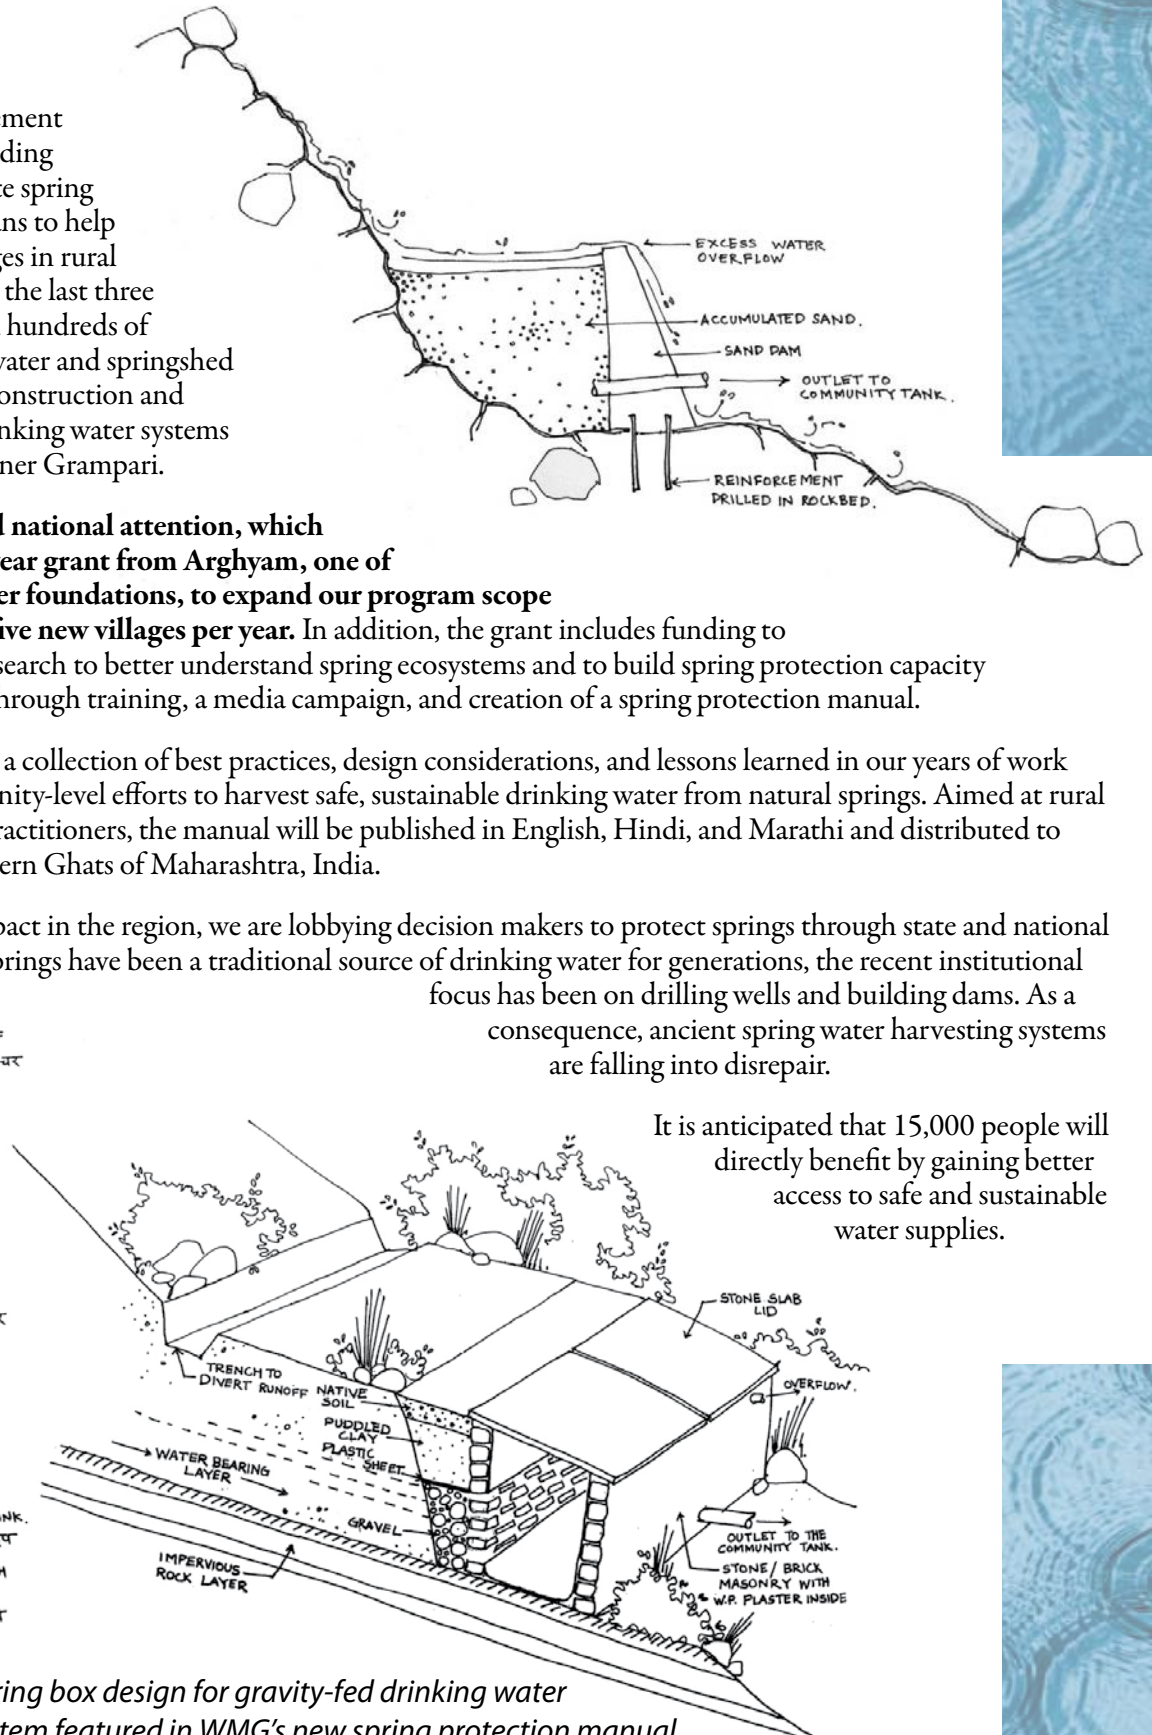 EXCESS WATER
OVERFLOW
ACCUMULATED SAND.
SAND DAM
OUTLET TO
COMMUNITY TANK.
REINFORCEMENT
DRILLED IN ROCKBED.
ement
ding
te spring
ans to help
ges in rural
the last three
hundreds of
water and springshed
onstruction and
nking water systems
ner Grampari.
d national attention, which
year grant from Arghyam, one of
er foundations, to expand our program scope
ive new villages per year. In addition, the grant includes funding to
search to better understand spring ecosystems and to build spring protection capacity
hrough training, a media campaign, and creation of a spring protection manual.
a collection of best practices, design considerations, and lessons learned in our years of work
nity-level efforts to harvest safe, sustainable drinking water from natural springs. Aimed at rural
ractitioners, the manual will be published in English, Hindi, and Marathi and distributed to
ern Ghats of Maharashtra, India.
pact in the region, we are lobbying decision makers to protect springs through state and national
prings have been a traditional source of drinking water for generations, the recent institutional
focus has been on drilling wells and building dams. As a
consequence, ancient spring water harvesting systems
are falling into disrepair.
It is anticipated that 15,000 people will
directly benefit by gaining better
access to safe and sustainable
water supplies.
STONE SLAB
LID
OVERFLOW.
TRENCH TO
DIVERT RUNOFF
NATIVE
SOIL
PUDDLED
CLAY
PLASTIC
SHEET
WATER BEARING
LAYER
GRAVEL
IMPERVIOUS
ROCK LAYER
OUTLET TO THE
COMMUNITY TANK.
STONE/BRICK
MASONRY WITH
W.P. PLASTER INSIDE
NK.
ring box design for gravity-fed drinking water
stem featured in WMG's new spring protection manual